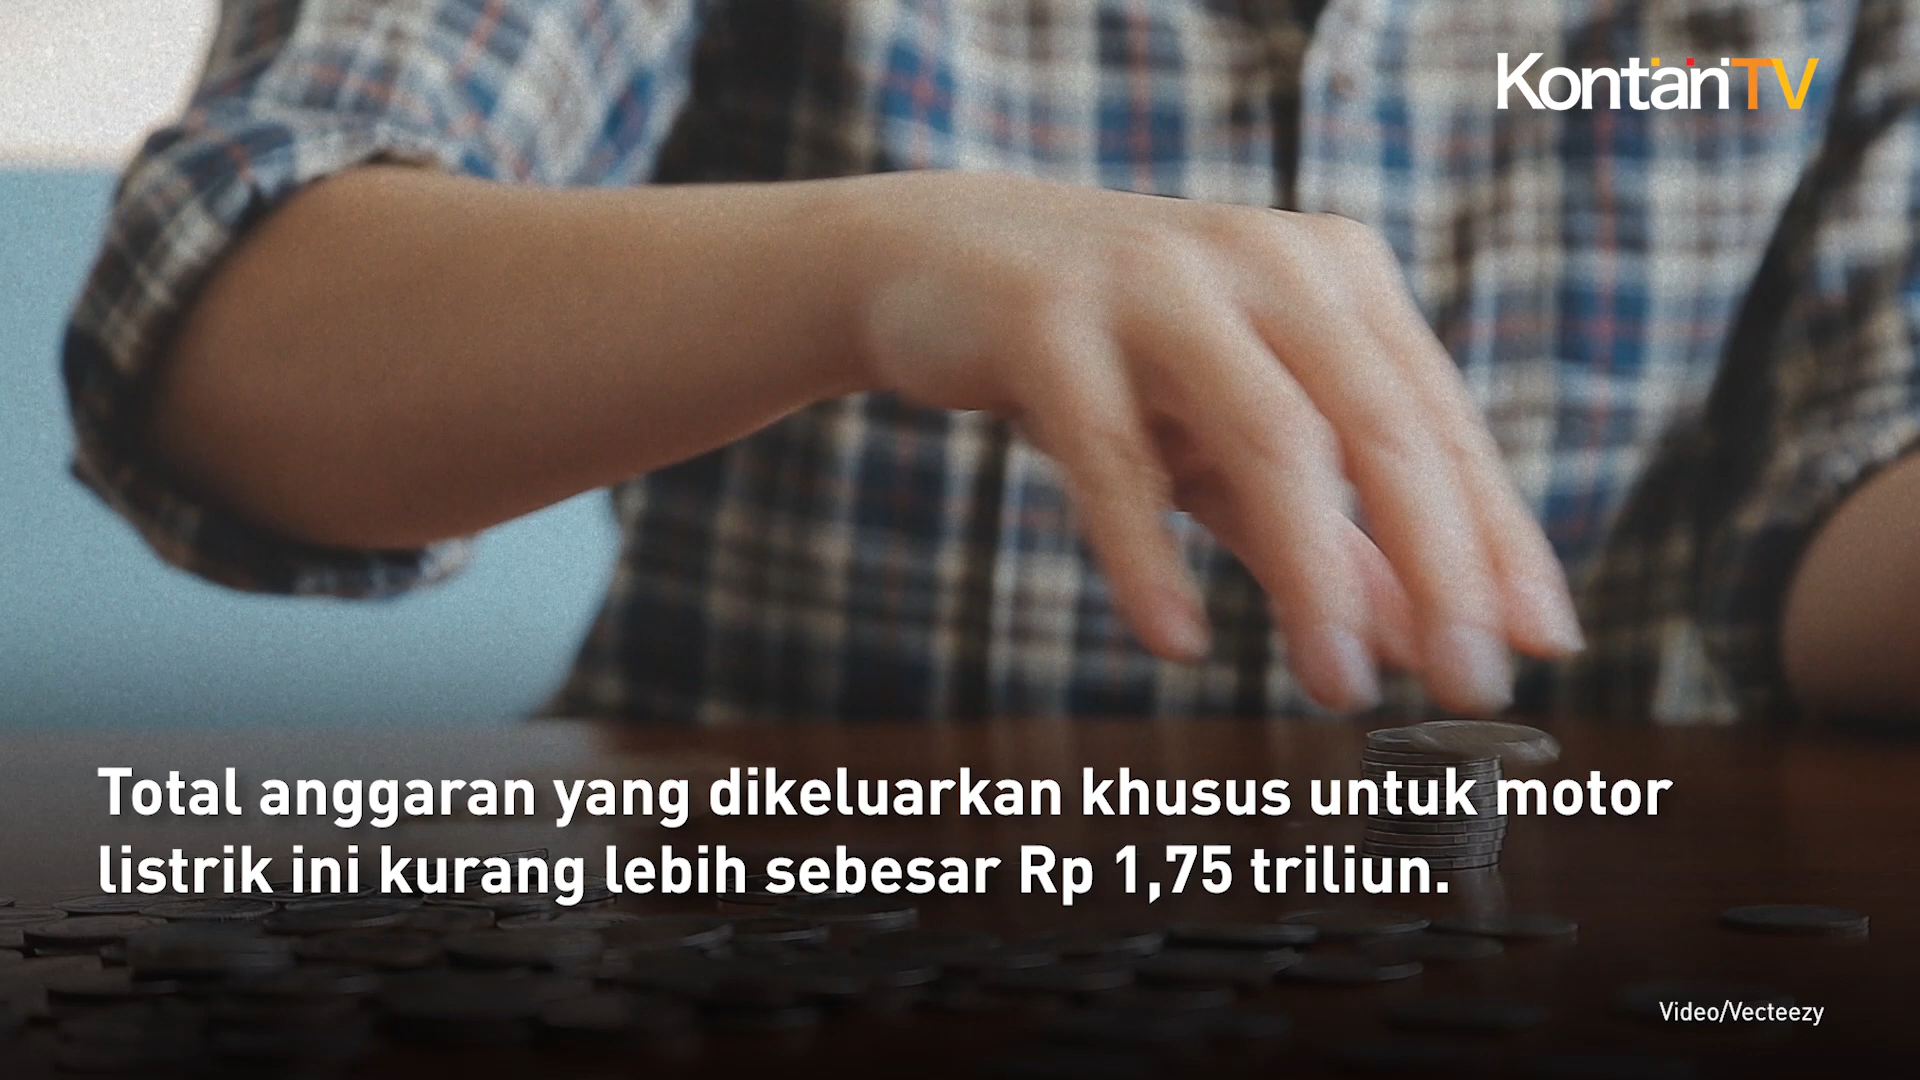 KontanTV
Total anggaran yang dikeluarkan khusus untuk motor
listrik ini kurang lebih sebesar Rp 1,75 triliun.
Video/Vecteezy